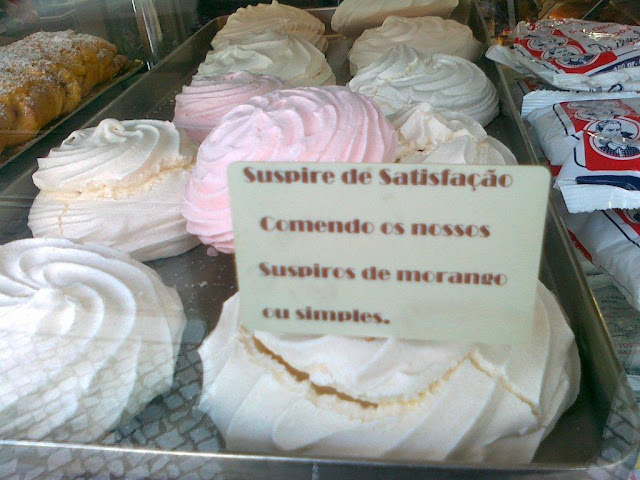 Suspire de Satisfação
Comendo os nossos
Suspiros de morango
ou simples.